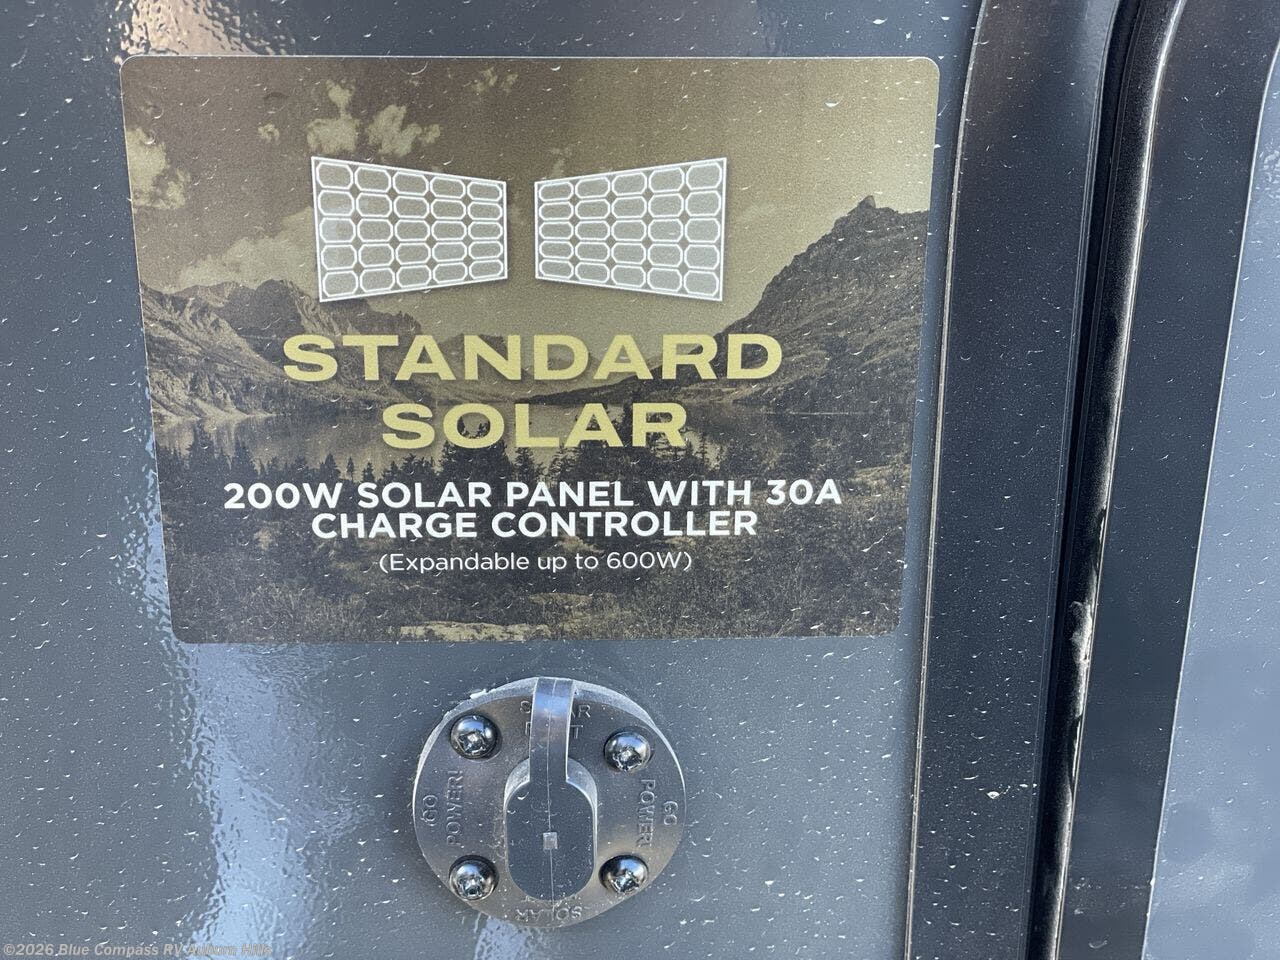 STANDARD
SOLAR
200W SOLAR PANEL WITH 30A
CHARGE CONTROLLER
(Expandable up to 600W)
GO
POWER!
GO
POWER!
SOLAR
©2026 Blue Compass RV Auburn Hills